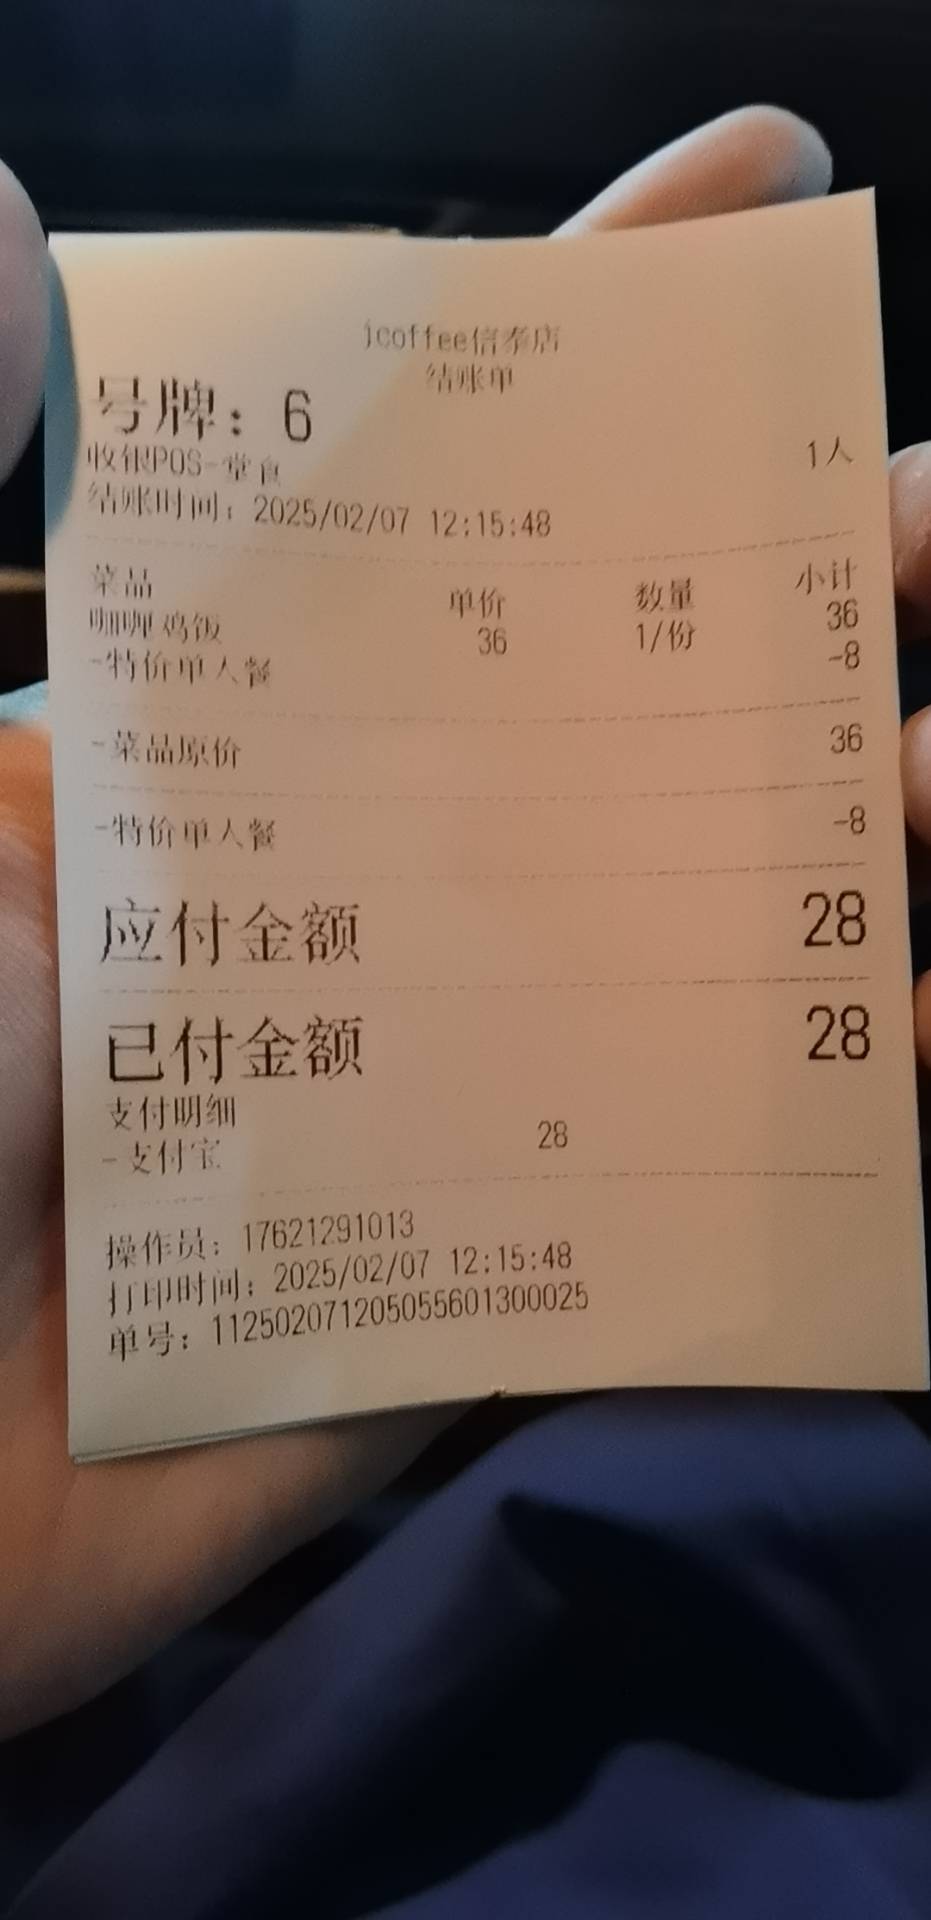 jcoffee信泰店
结账单
号牌：6
收银POS-堂食 1人
结账时间：2025/02/07 12:15:48
菜品 单价 数量 小计
咖喱鸡饭 36 1/份 36
-特价单人餐 -8
-菜品原价 36
-特价单人餐 -8
应付金额 28
已付金额 28
支付明细
-支付宝 28
操作员：17621291013
打印时间：2025/02/07 12:15:48
单号：112502071205055601300025